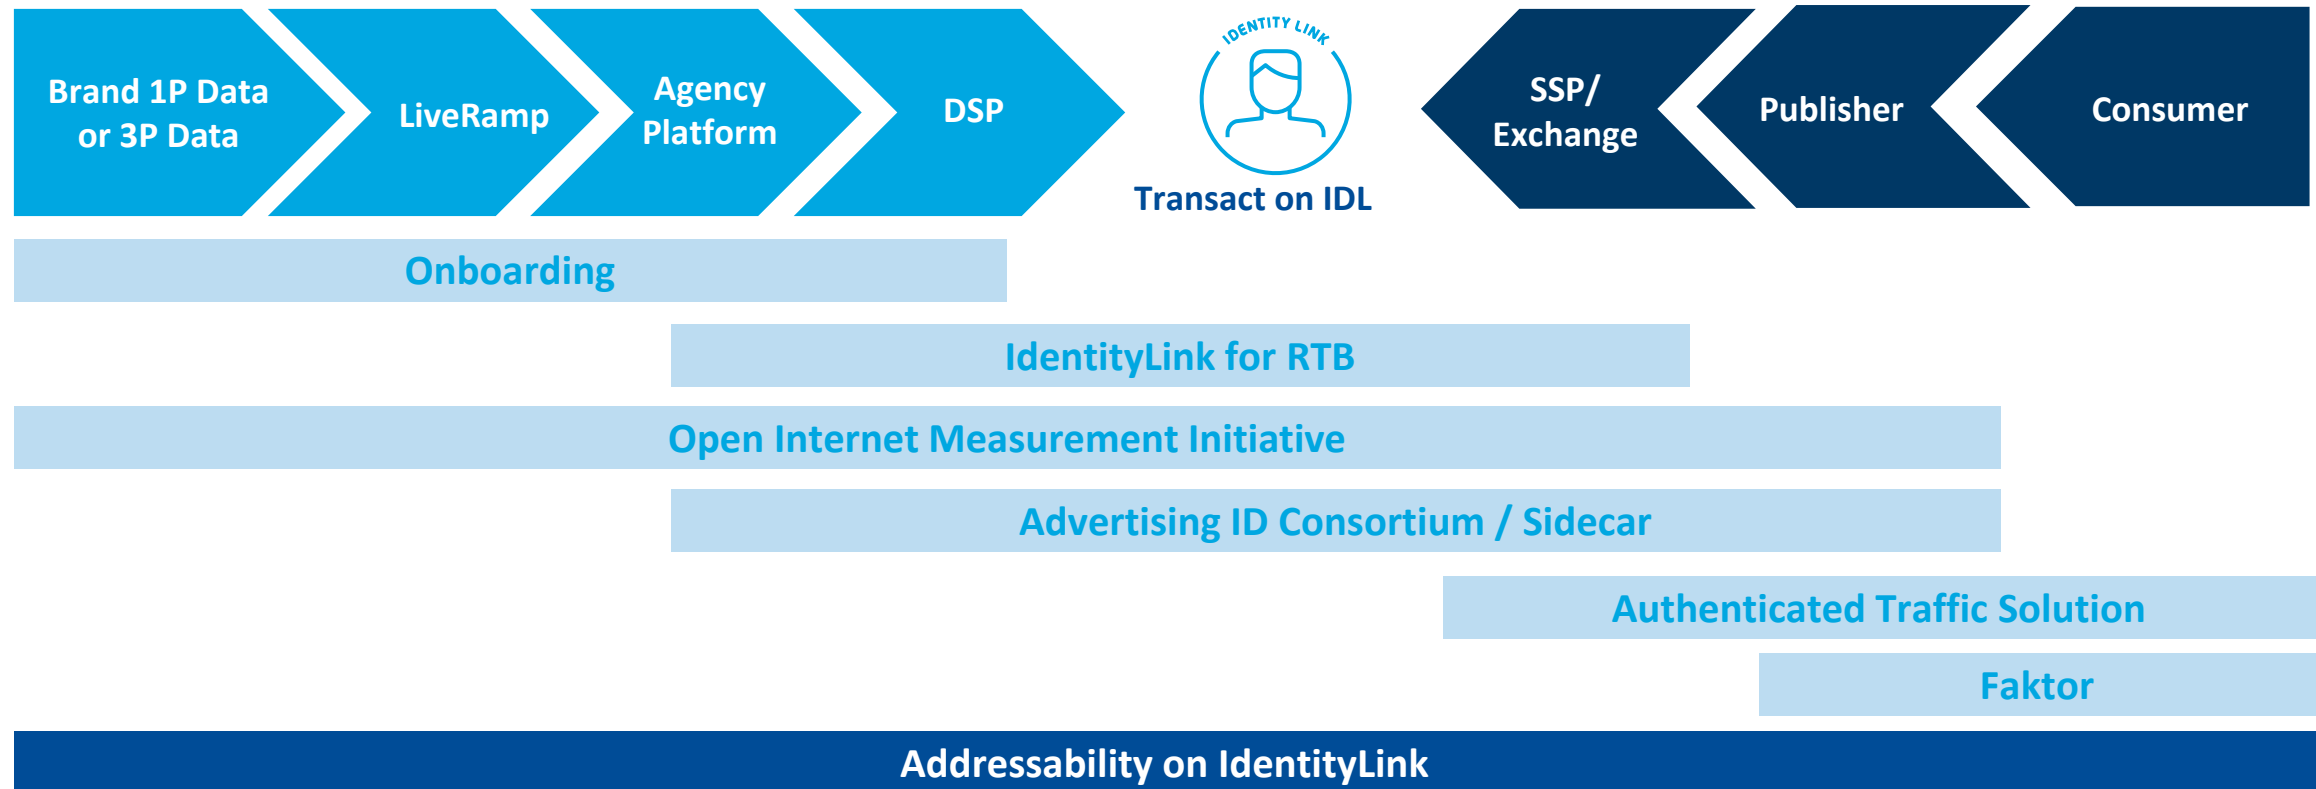 Brand 1P Data
or 3P Data
LiveRamp
Agency
Platform
DSP
IDENTITY LINK
Transact on IDL
SSP/
Exchange
Publisher
Consumer
Onboarding
IdentityLink for RTB
Open Internet Measurement Initiative
Advertising ID Consortium / Sidecar
Authenticated Traffic Solution
Faktor
Addressability on IdentityLink